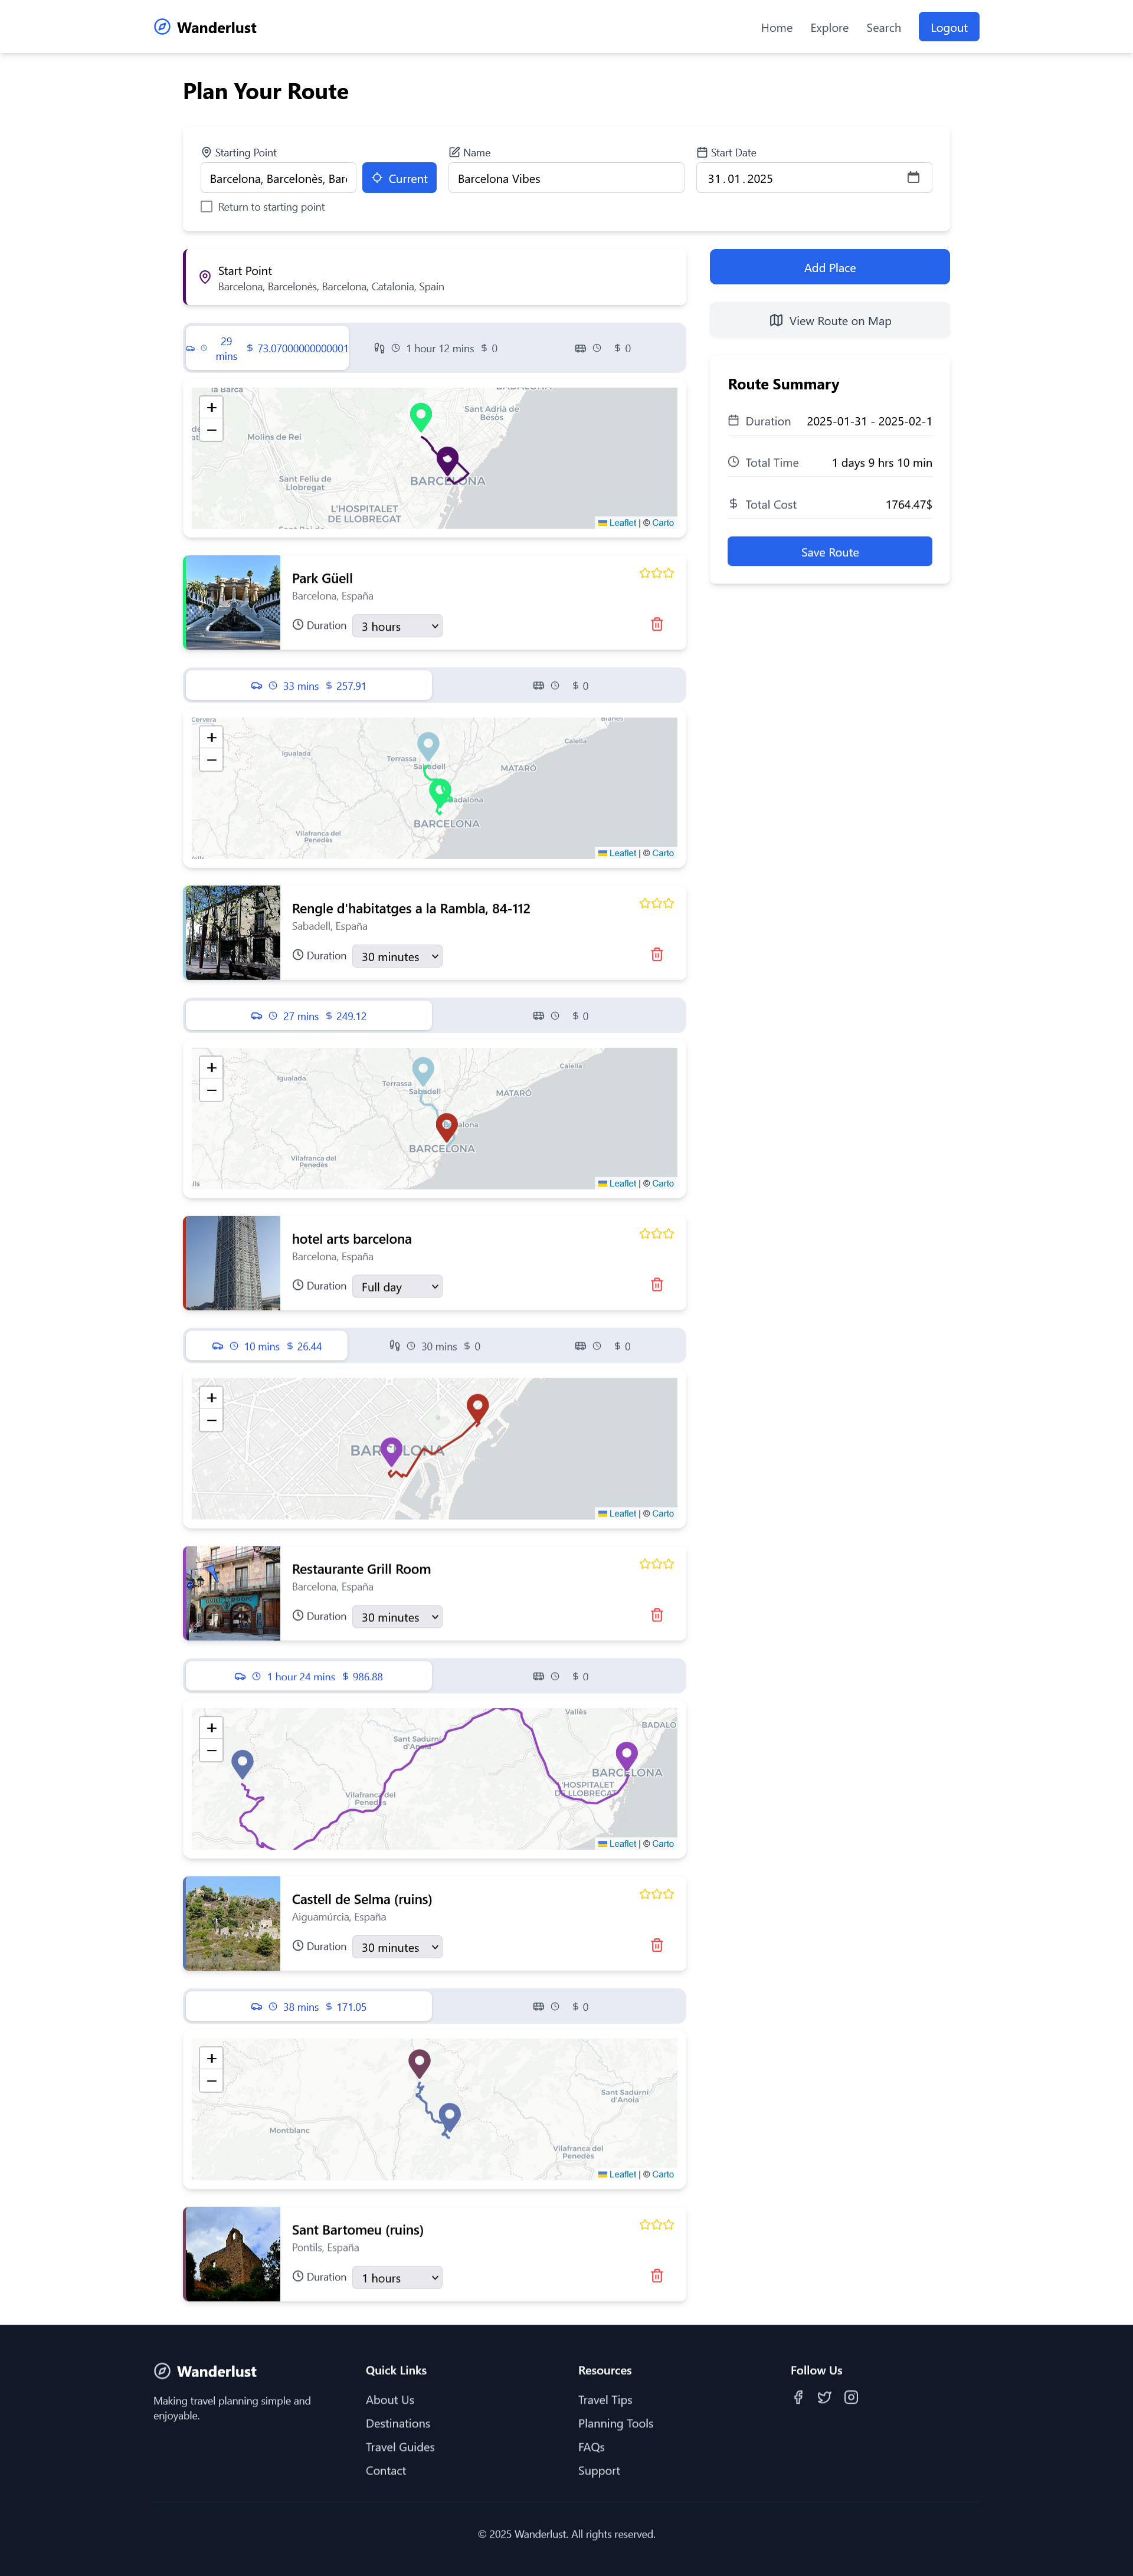 Wanderlust
Home
Explore
Search
Logout
Plan Your Route
Starting Point
Name
Start Date
Barcelona, Barcelonès, Bar
Current
Barcelona Vibes
31.01.2025
Return to starting point
Start Point
Barcelona, Barcelonès, Barcelona, Catalonia, Spain
Add Place
View Route on Map
29 mins
$ 73.07000000000001
1 hour 12 mins $ 0
$ 0
Route Summary
Duration 2025-01-31 - 2025-02-1
Total Time 1 days 9 hrs 10 min
Total Cost 1764.47$
Save Route
+
−
la Barca
BADALONA
Sant Adrià de Besòs
Molins de Rei
Sant Feliu de Llobregat
BARCELONA
L'HOSPITALET DE LLOBREGAT
Leaflet | © Carto
Park Güell
Barcelona, España
Duration 3 hours
33 mins $ 257.91
$ 0
+
−
Cervera
Blanes
Igualada
Calella
Terrassa
Sabadell
MATARÓ
adalona
Vilafranca del Penedès
BARCELONA
Leaflet | © Carto
Rengle d'habitatges a la Rambla, 84-112
Sabadell, España
Duration 30 minutes
27 mins $ 249.12
$ 0
+
−
Calella
Igualada
Terrassa
Sabadell
MATARÓ
alona
BARCELONA
Vilafranca del Penedès
Leaflet | © Carto
hotel arts barcelona
Barcelona, España
Duration Full day
10 mins $ 26.44
30 mins $ 0
$ 0
+
−
BARCELONA
Leaflet | © Carto
Restaurante Grill Room
Barcelona, España
Duration 30 minutes
1 hour 24 mins $ 986.88
$ 0
+
−
Vallès
BADALO
Sant Sadurní d'Anoia
BARCELONA
L'HOSPITALET DE LLOBREGAT
Vilafranca del Penedès
Leaflet | © Carto
Castell de Selma (ruins)
Aiguamúrcia, España
Duration 30 minutes
38 mins $ 171.05
$ 0
+
−
Sant Sadurní d'Anoia
Montblanc
Vilafranca del Penedès
Leaflet | © Carto
Sant Bartomeu (ruins)
Pontils, España
Duration 1 hours
Wanderlust
Making travel planning simple and enjoyable.
Quick Links
About Us
Destinations
Travel Guides
Contact
Resources
Travel Tips
Planning Tools
FAQs
Support
Follow Us
© 2025 Wanderlust. All rights reserved.